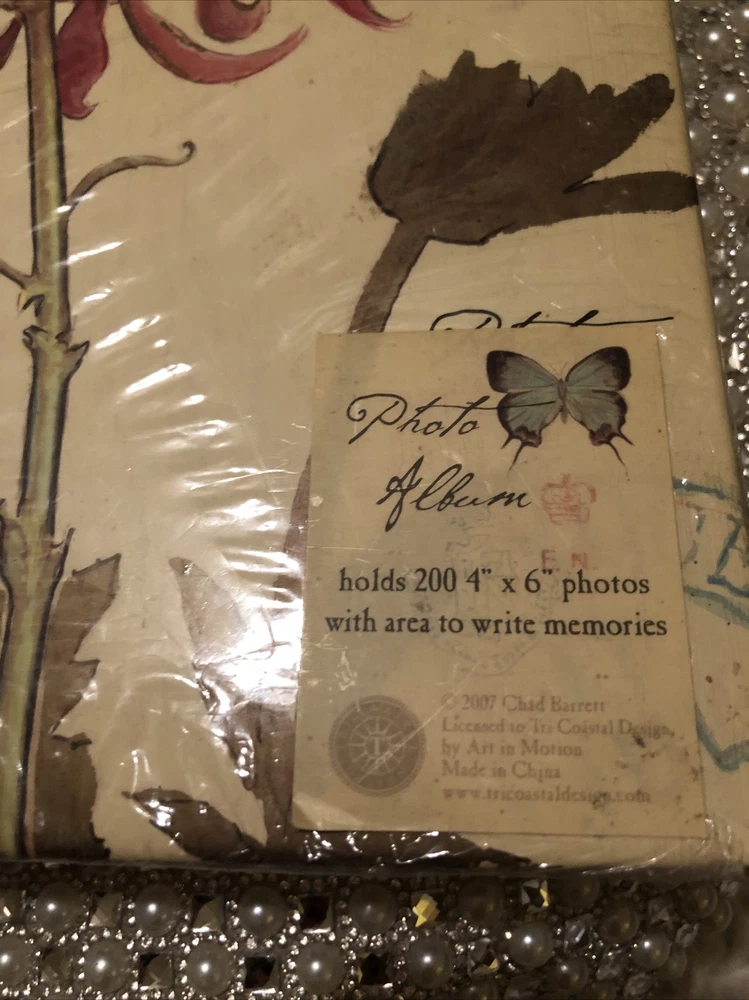 Photo
Album
F. N.
holds 200 4" x 6" photos
with area to write memories
© 2007 Chad Barrett
Licensed to Tri-Coastal Design,
by Art in Motion
Made in China
www.tricoastaldesign.com